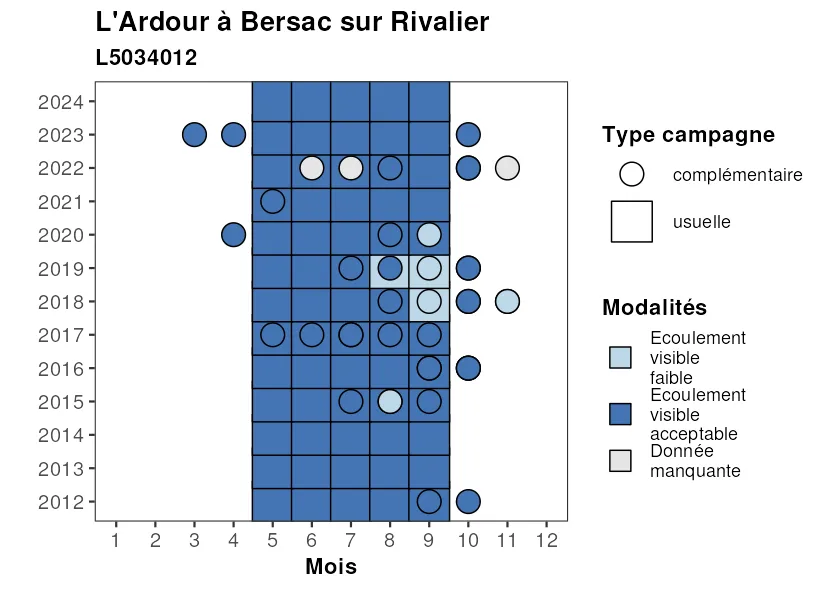 L'Ardour à Bersac sur Rivalier
L5034012
2024
2023
2022
2021
2020
2019
2018
2017
2016
2015
2014
2013
2012
1 2 3 4 5 6 7 8 9 10 11 12
Mois
Type campagne
complémentaire
usuelle
Modalités
Ecoulement
visible
faible
Ecoulement
visible
acceptable
Donnée
manquante